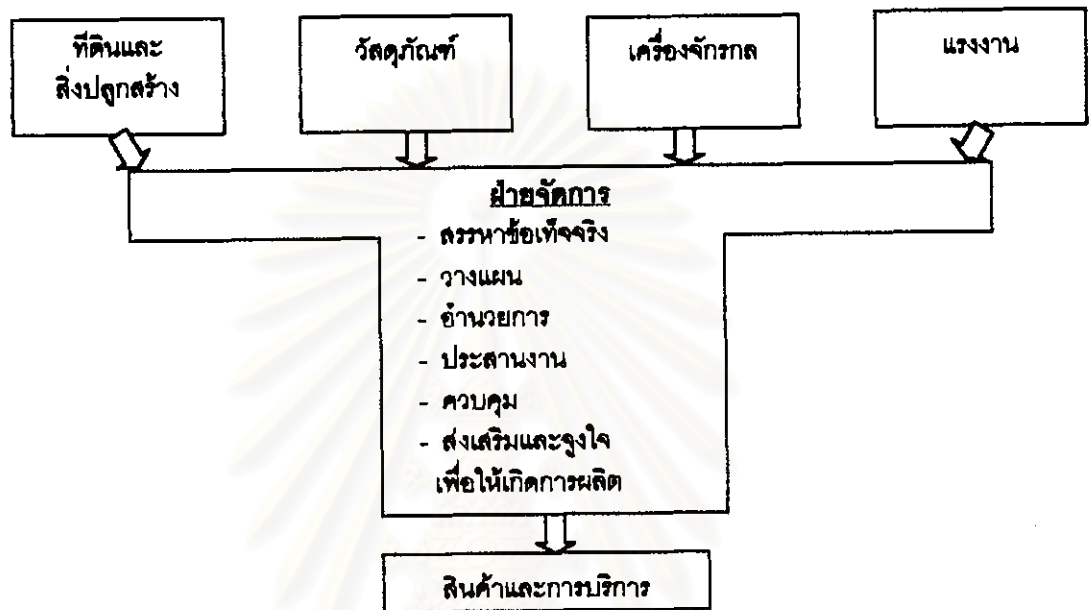 ที่ดินและ
สิ่งปลูกสร้าง
วัสดุภัณฑ์
เครื่องจักรกล
แรงงาน
ฝ่ายจัดการ
- สรรหาข้อเท็จจริง
- วางแผน
- อำนวยการ
- ประสานงาน
- ควบคุม
- ส่งเสริมและจูงใจ
เพื่อให้เกิดการผลิต
สินค้าและการบริการ